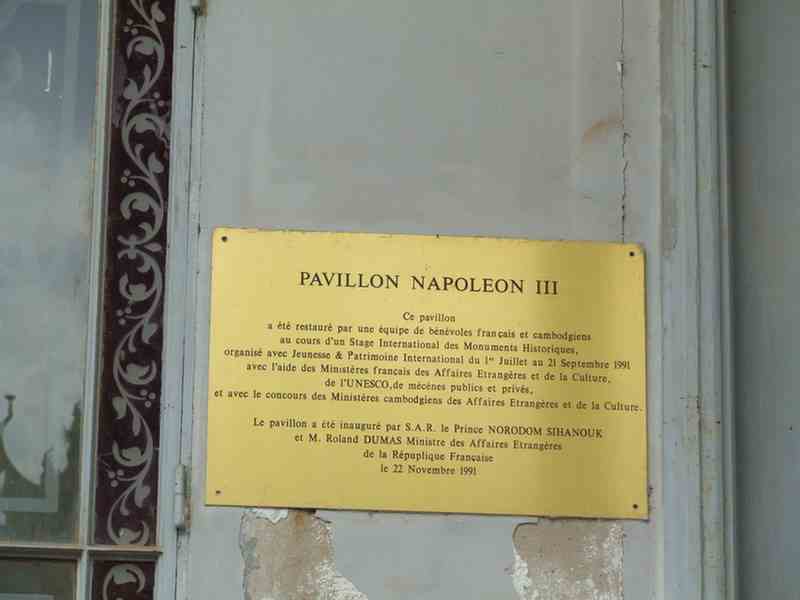 PAVILLON NAPOLEON III
Ce pavillon
a été restauré par une équipe de bénévoles français et cambodgiens
au cours d'un Stage International des Monuments Historiques,
organisé avec Jeunesse & Patrimoine International du 1er Juillet au 21 Septembre 1991
avec l'aide des Ministères français des Affaires Etrangères et de la Culture,
de l'UNESCO, de mécènes publics et privés,
et avec le concours des Ministères cambodgiens des Affaires Etrangères et de la Culture.
Le pavillon a été inauguré par S.A.R. le Prince NORODOM SIHANOUK
et M. Roland DUMAS Ministre des Affaires Etrangères
de la Répuplique Française
le 22 Novembre 1991